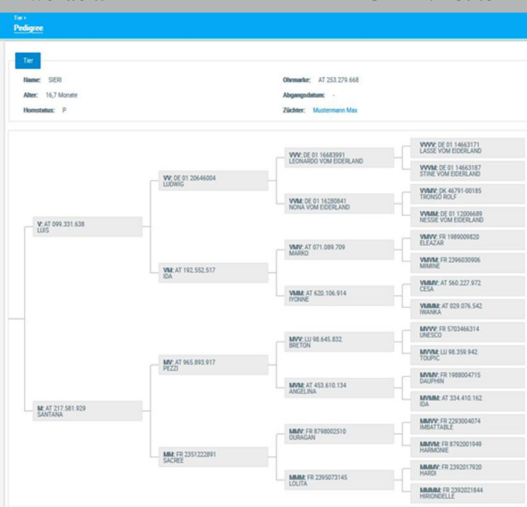 Tier >
Pedigree
Tier
Name: SIERI
Ohrmarke: AT 253.279.668
Alter: 16,7 Monate
Abgangsdatum: -
Hornstatus: P
Züchter: Mustermann Max
V: AT 099.331.638
LUIS
M: AT 217.581.929
SANTANA
VV: DE 01 20646004
LUDWIG
VM: AT 192.552.517
IDA
MV: AT 965.893.917
PEZZI
MM: FR 2351222891
SACREE
VVV: DE 01 16683991
LEONARDO VOM EIDERLAND
VVM: DE 01 16280841
NONA VOM EIDERLAND
VMV: AT 071.089.709
MARKO
VMM: AT 620.106.914
IVONNE
MVV: LU 98.645.832
BRETON
MVM: AT 453.610.134
ANGELINA
MMV: FR 8798002510
OURAGAN
MMM: FR 2395073145
LOLITA
VVVV: DE 01 14663171
LASSE VOM EIDERLAND
VVVM: DE 01 14663187
STINE VOM EIDERLAND
VVMV: DK 46791-00185
TRONSÖ ROLF
VVMM: DE 01 12006689
NESSIE VOM EIDERLAND
VMVV: FR 1989009820
ELEAZAR
VMVM: FR 2396030906
MIMINE
VMMV: AT 560.227.972
CESA
VMMM: AT 029.076.542
IWANKA
MVVV: FR 5703466314
UNESCO
MVVM: LU 98.359.942
TOUPIC
MVMV: FR 1988004715
DAUPHIN
MVMM: AT 334.410.162
IDA
MMVV: FR 2293004074
IMBATTABLE
MMVM: FR 8792001949
HARMONIE
MMMV: FR 2392017920
HARDI
MMMM: FR 2392021844
HIRIONDELLE